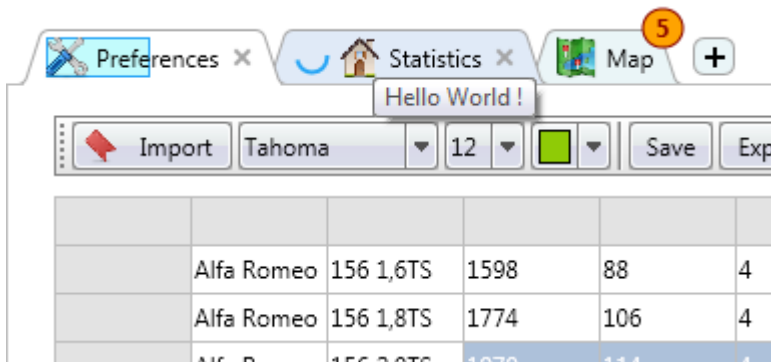 5
Preferences × Statistics × Map +
Hello World !
Import Tahoma 12 Save Exp
Alfa Romeo 156 1,6TS 1598 88 4
Alfa Romeo 156 1,8TS 1774 106 4